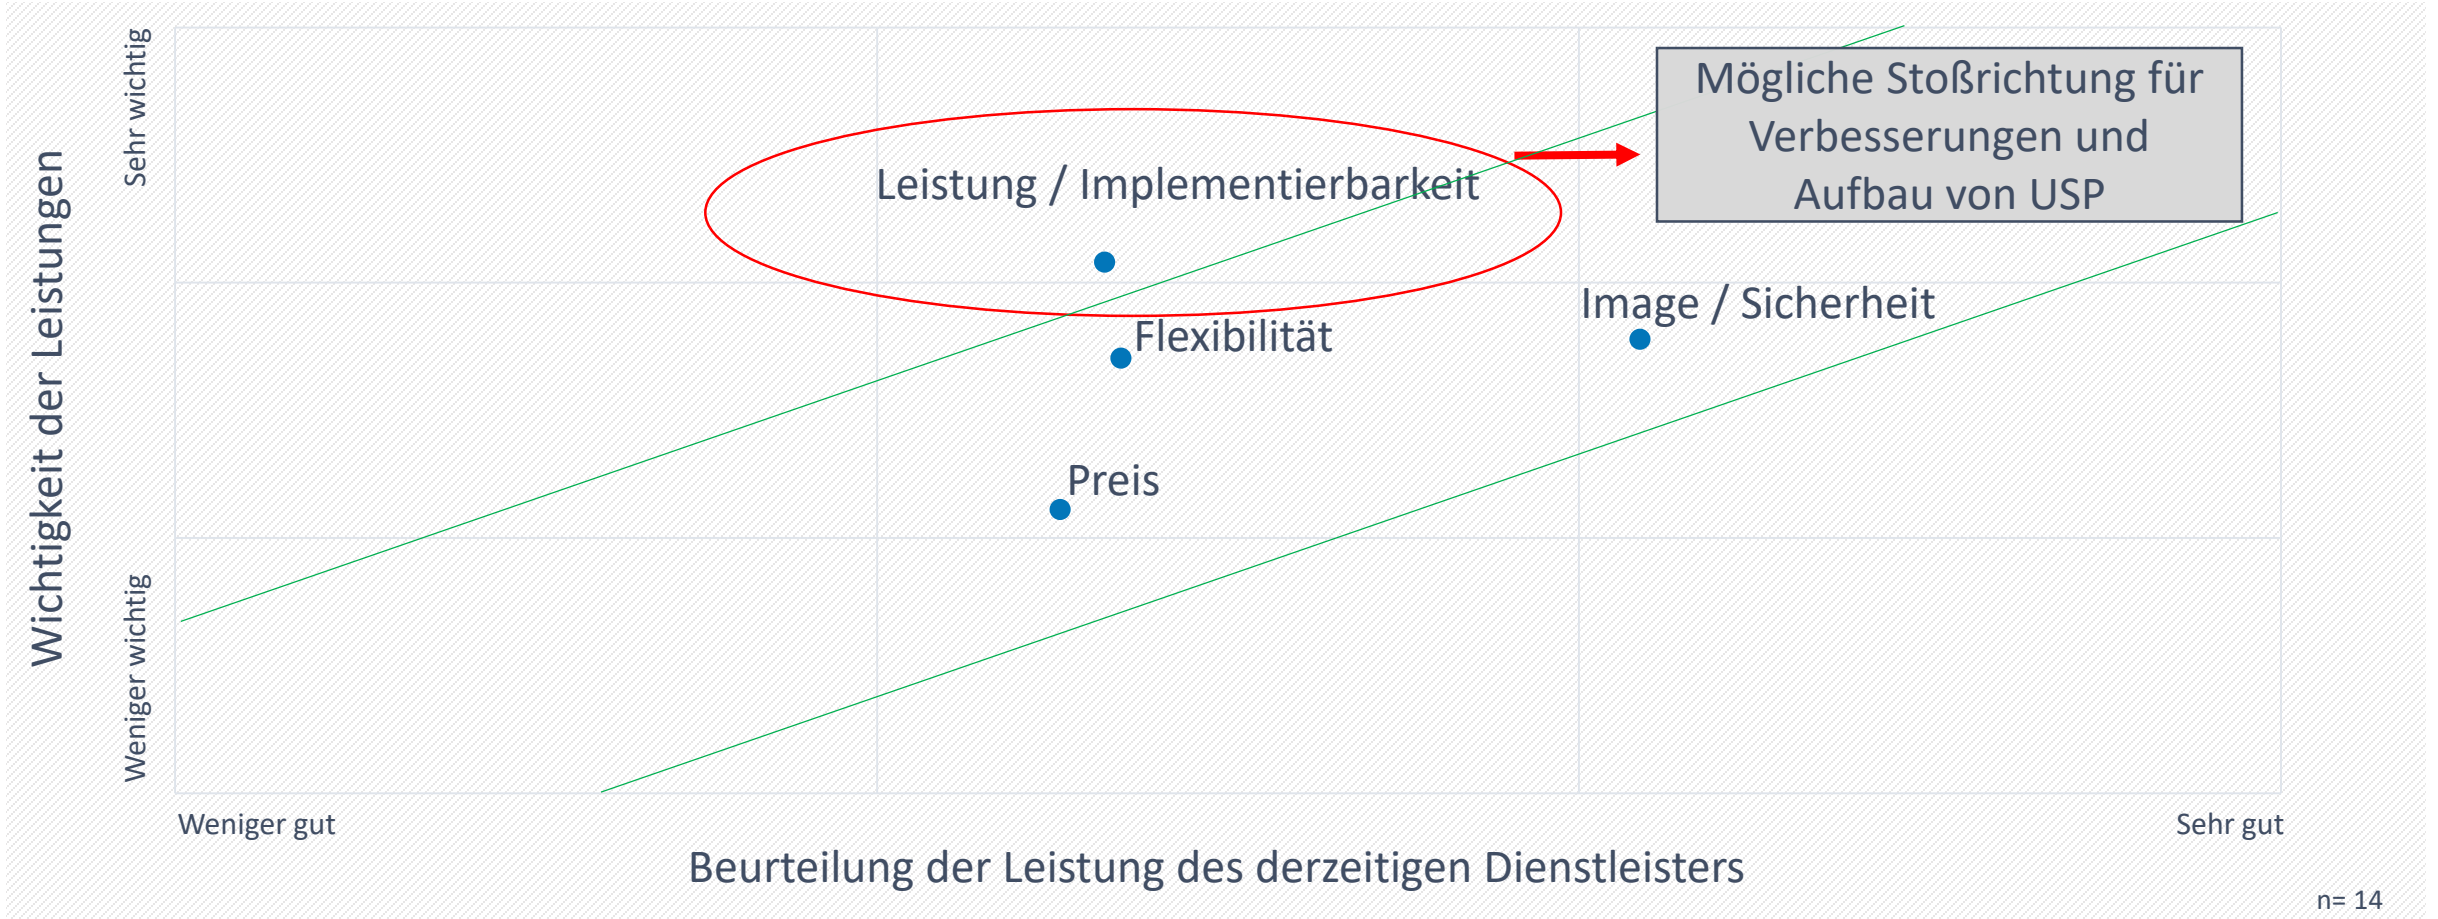 Sehr wichtig
Wichtigkeit der Leistungen
Weniger wichtig
Mögliche Stoßrichtung für
Verbesserungen und
Aufbau von USP
Leistung / Implementierbarkeit
Image / Sicherheit
Flexibilität
Preis
Weniger gut
Sehr gut
Beurteilung der Leistung des derzeitigen Dienstleisters
n= 14